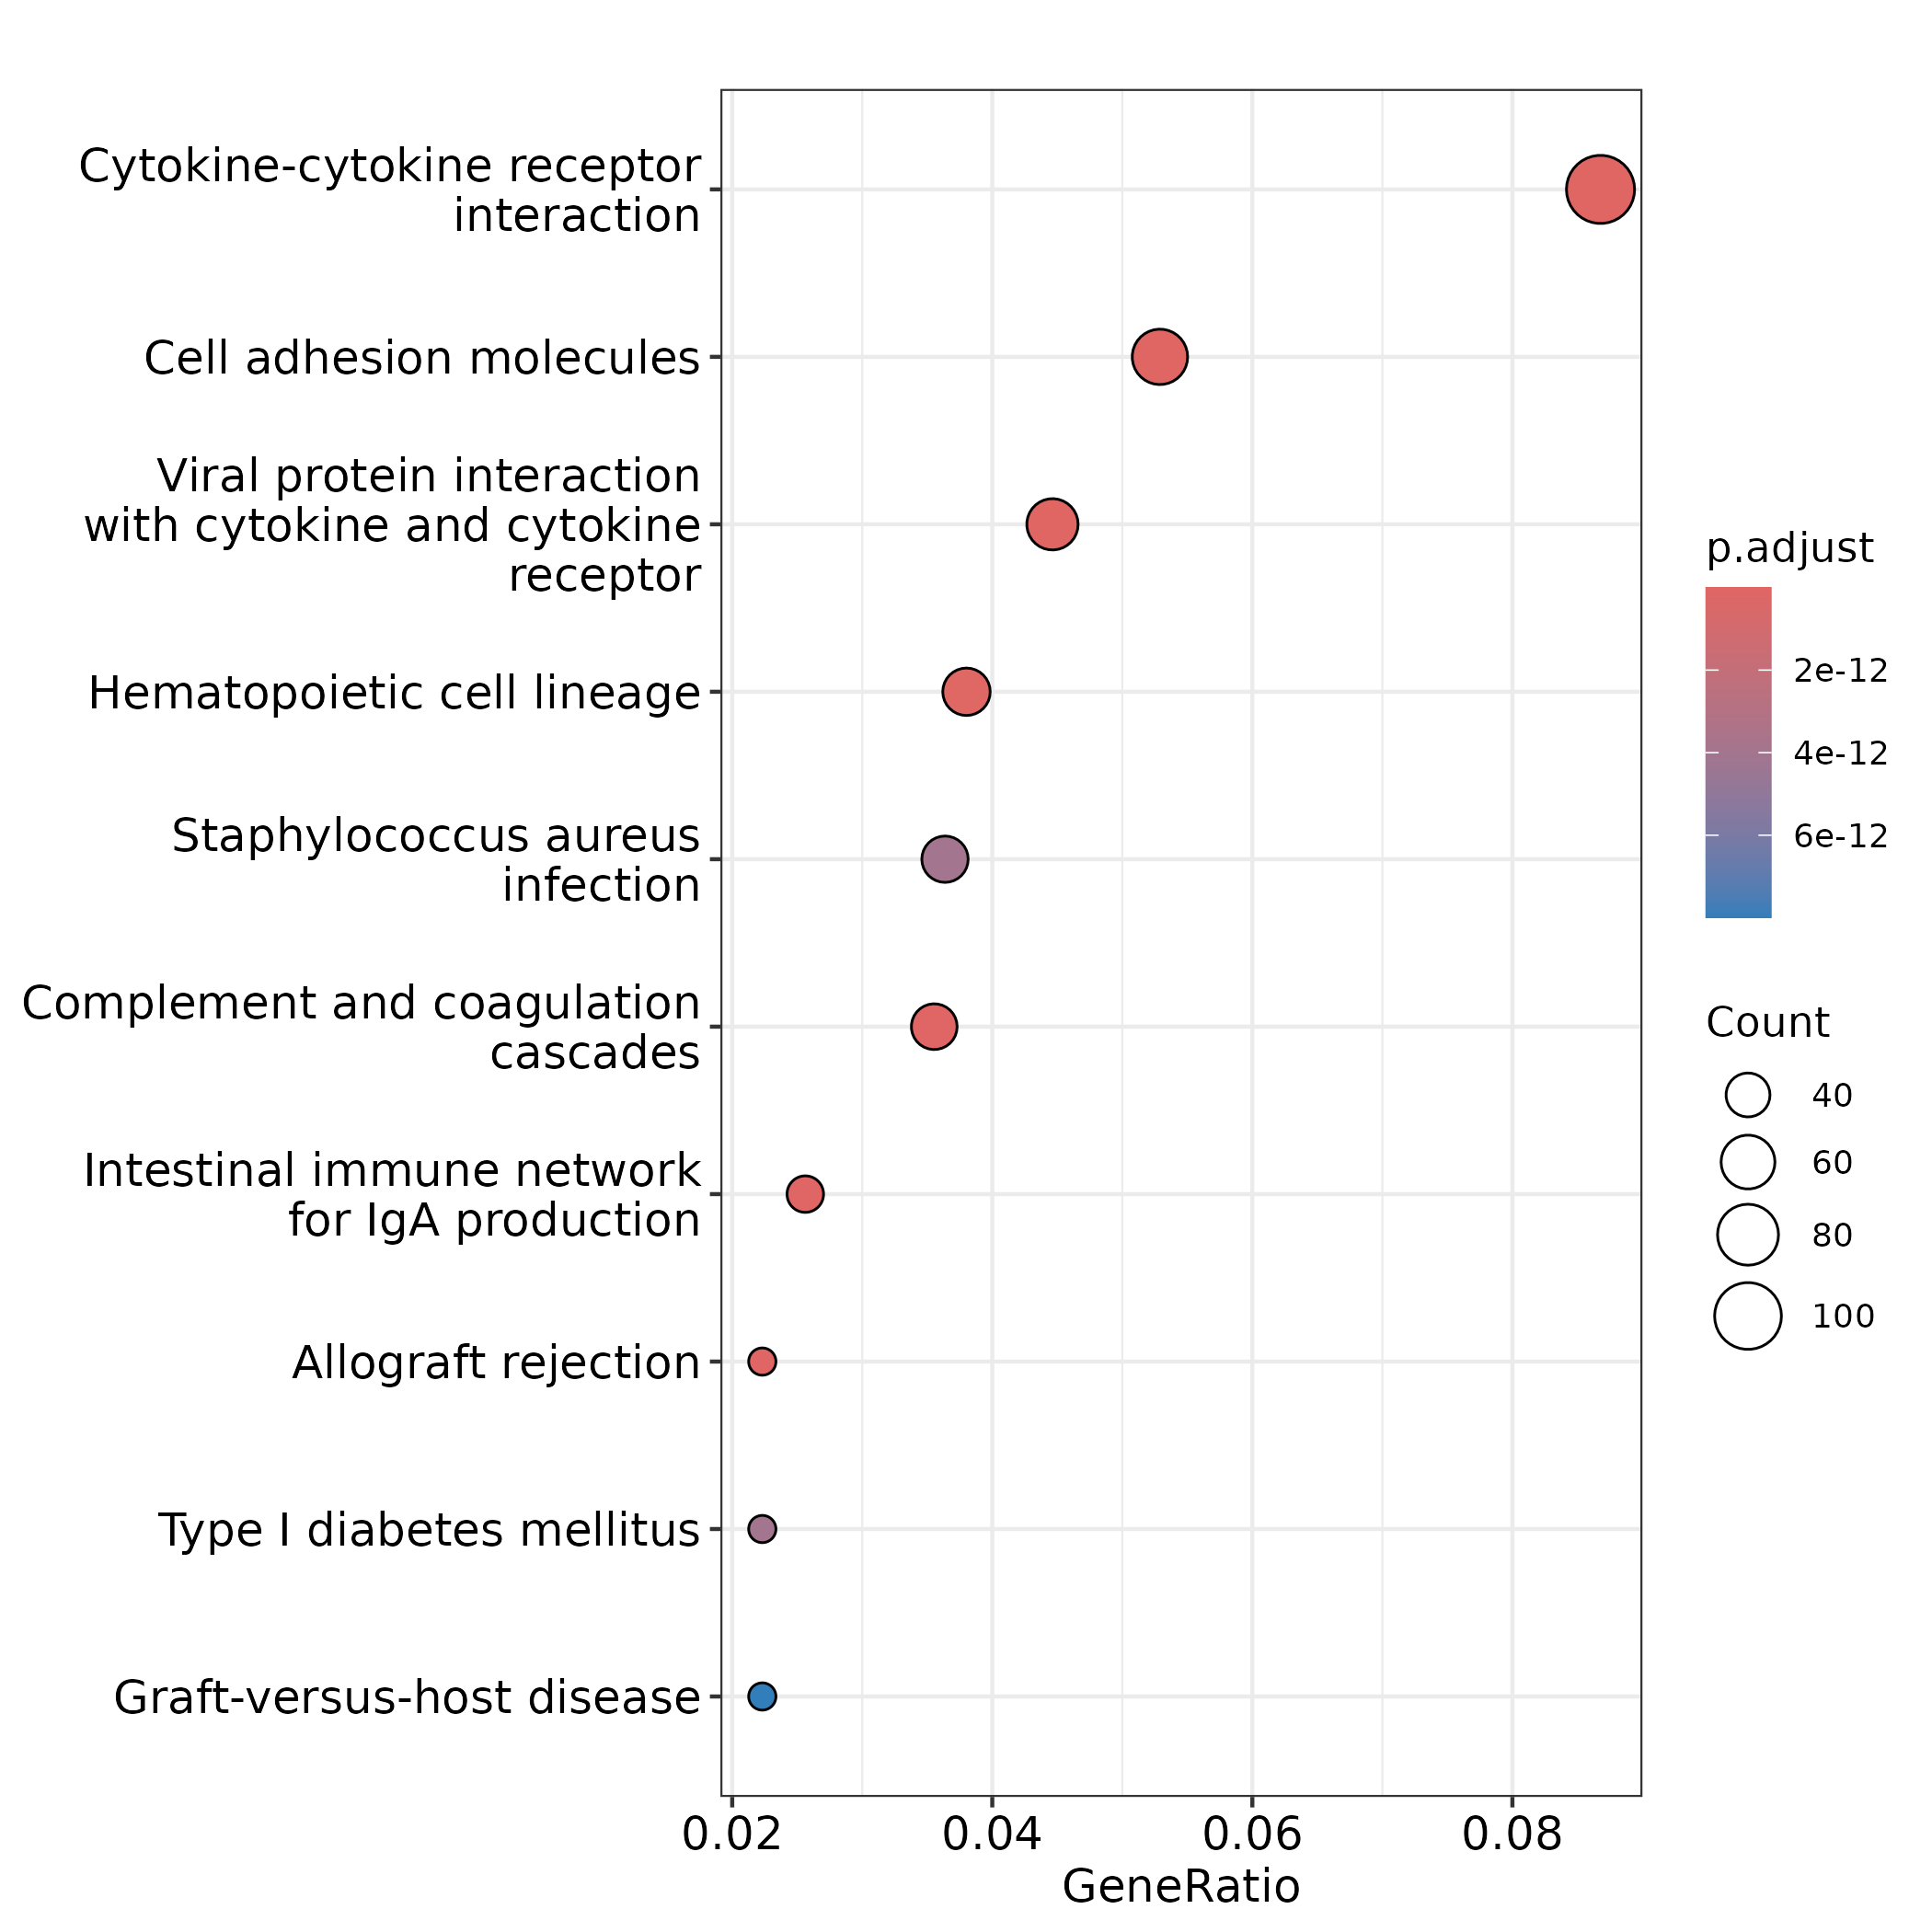 Cytokine-cytokine receptor
interaction
Cell adhesion molecules
Viral protein interaction
with cytokine and cytokine
receptor
Hematopoietic cell lineage
Staphylococcus aureus
infection
Complement and coagulation
cascades
Intestinal immune network
for IgA production
Allograft rejection
Type I diabetes mellitus
Graft-versus-host disease
0.02 0.04 0.06 0.08
GeneRatio
p.adjust
2e-12
4e-12
6e-12
Count
40
60
80
100